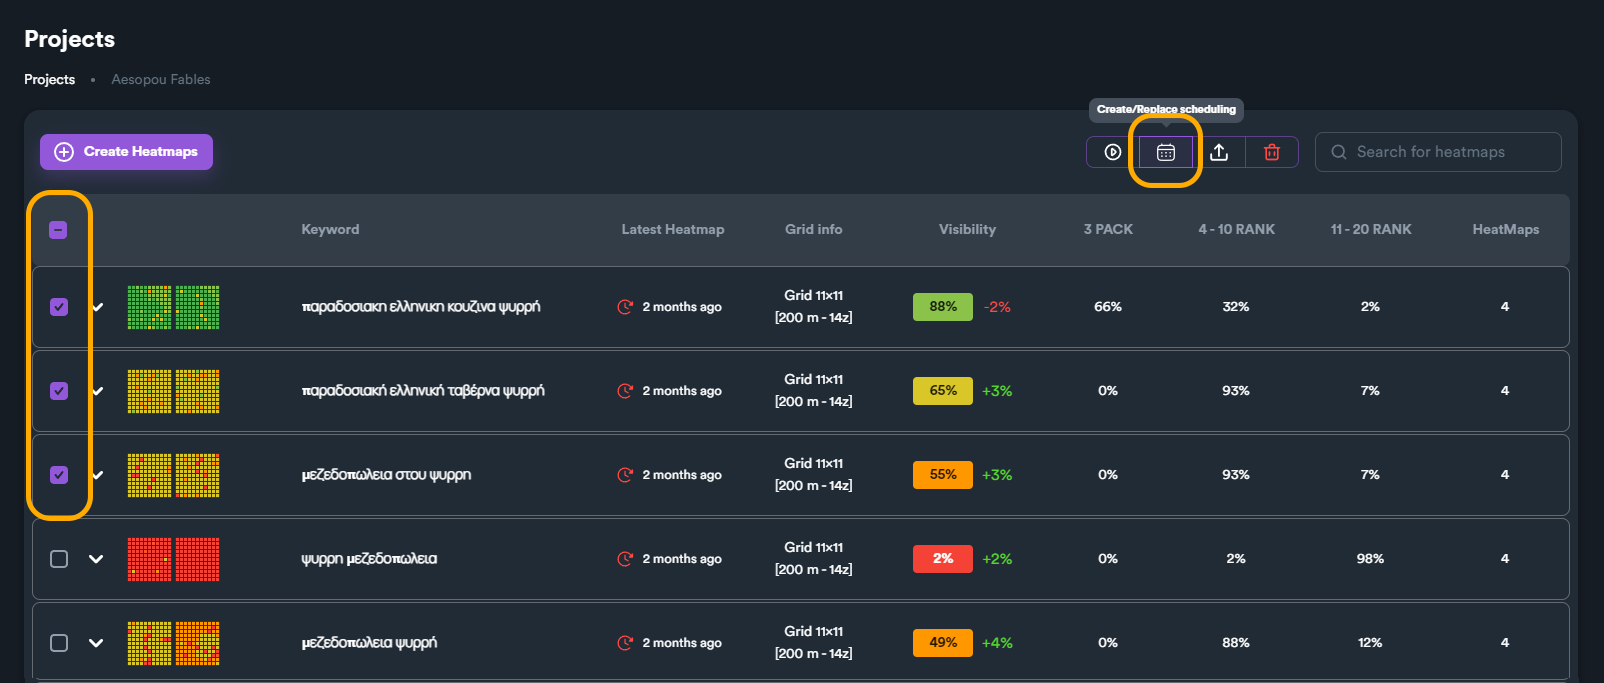 Projects
Projects • Aesopou Fables
Create/Replace scheduling
Create Heatmaps
Search for heatmaps
Keyword Latest Heatmap Grid info Visibility 3 PACK 4 - 10 RANK 11 - 20 RANK HeatMaps
παραδοσιακη ελληνικη κουζινα ψυρρή 2 months ago Grid 11x11 [200 m - 14z] 88% -2% 66% 32% 2% 4
παραδοσιακή ελληνική ταβέρνα ψυρρή 2 months ago Grid 11x11 [200 m - 14z] 65% +3% 0% 93% 7% 4
μεζεδοπωλεια στου ψυρρη 2 months ago Grid 11x11 [200 m - 14z] 55% +3% 0% 93% 7% 4
ψυρρη μεζεδοπωλεια 2 months ago Grid 11x11 [200 m - 14z] 2% +2% 0% 2% 98% 4
μεζεδοπωλεια ψυρρή 2 months ago Grid 11x11 [200 m - 14z] 49% +4% 0% 88% 12% 4